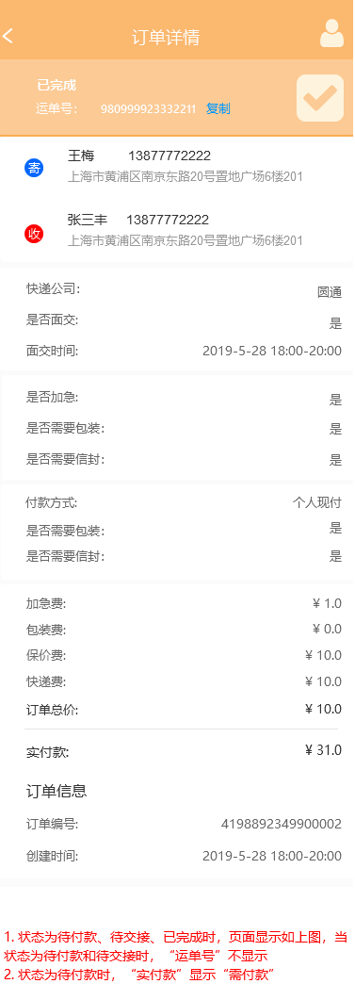 订单详情
已完成
运单号： 980999923332211 复制
寄 王梅 13877772222
上海市黄浦区南京东路20号置地广场6楼201
收 张三丰 13877772222
上海市黄浦区南京东路20号置地广场6楼201
快递公司： 圆通
是否面交: 是
面交时间: 2019-5-28 18:00-20:00
是否加急: 是
是否需要包装: 是
是否需要信封: 是
付款方式: 个人现付
是否需要包装: 是
是否需要信封: 是
加急费: ¥ 1.0
包装费: ¥ 0.0
保价费: ¥ 10.0
快递费: ¥ 10.0
订单总价: ¥ 10.0
实付款: ¥ 31.0
订单信息
订单编号: 4198892349900002
创建时间: 2019-5-28 18:00-20:00
1. 状态为待付款、待交接、已完成时，页面显示如上图，当
状态为待付款和待交接时，“运单号”不显示
2. 状态为待付款时，“实付款”显示“需付款”